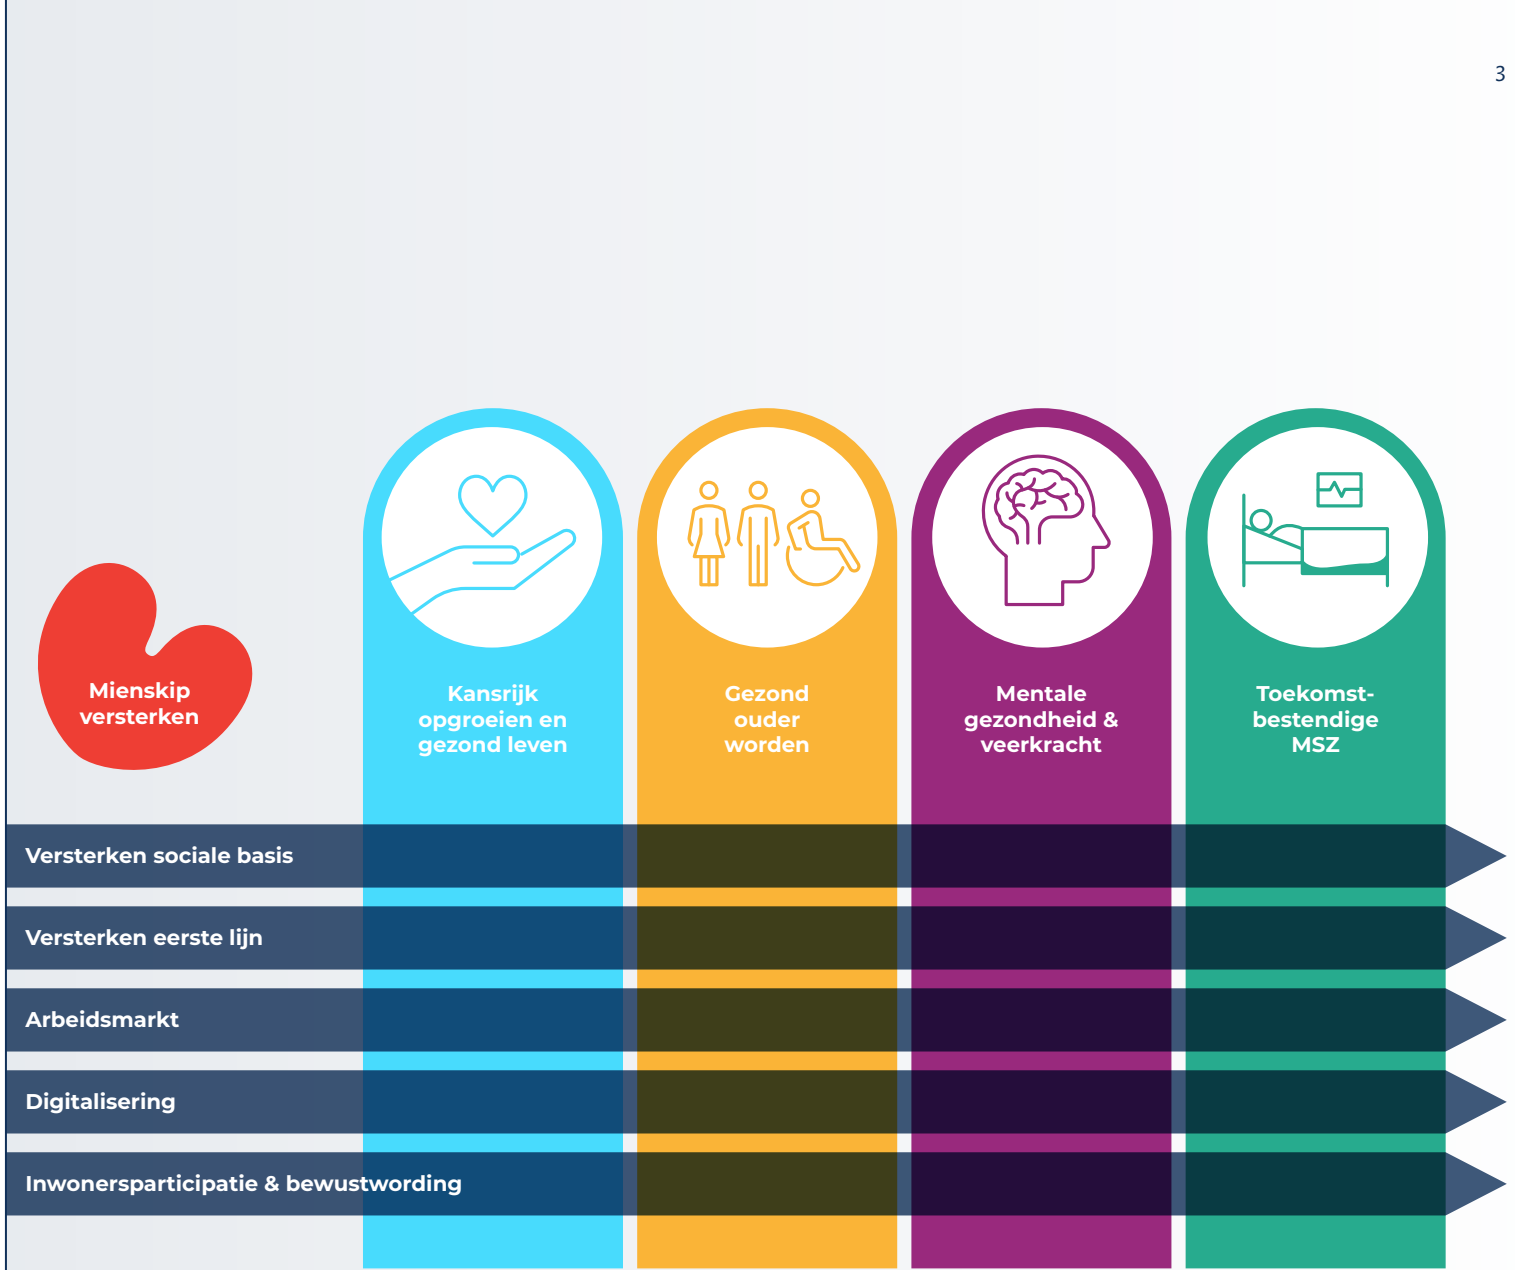 3
Mienskip
versterken
Kansrijk
opgroeien en
gezond leven
Gezond
ouder
worden
Mentale
gezondheid &
veerkracht
Toekomst-
bestendige
MSZ
Versterken sociale basis
Versterken eerste lijn
Arbeidsmarkt
Digitalisering
Inwonersparticipatie & bewustwording